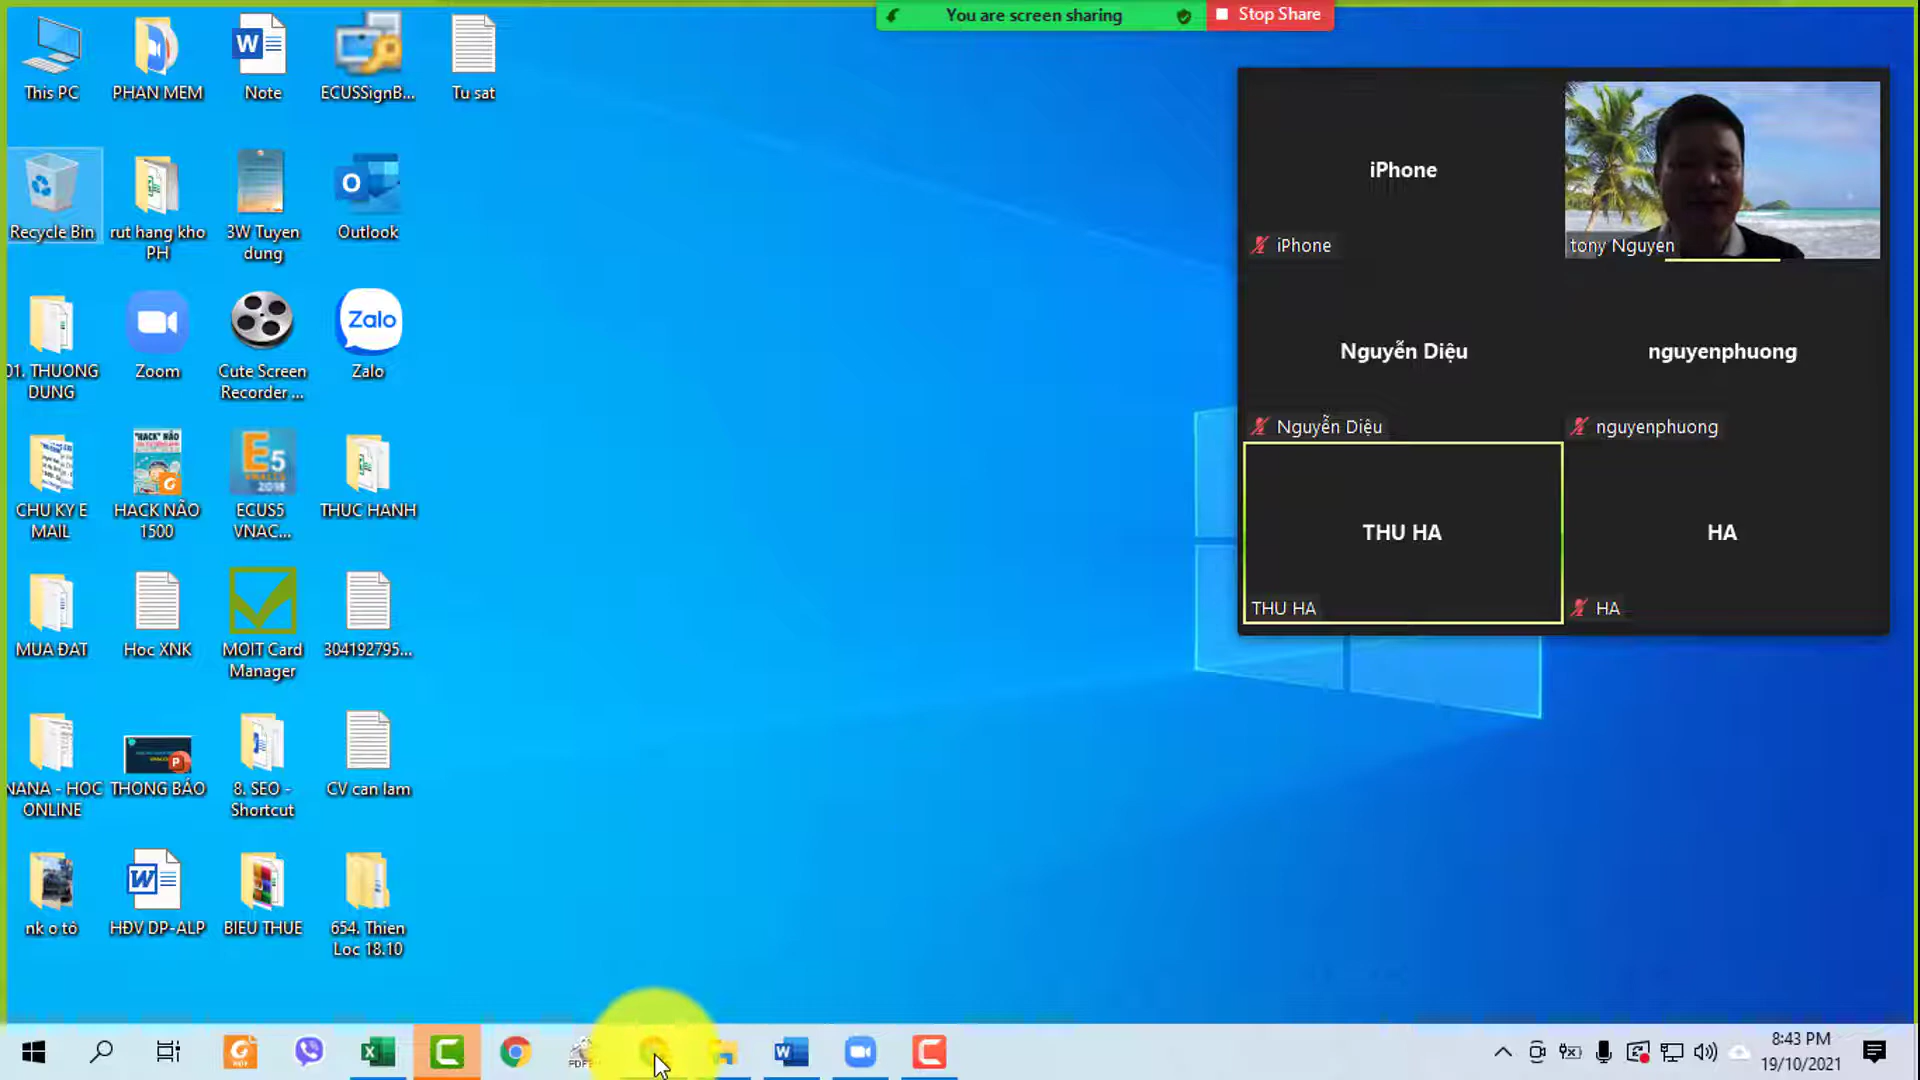 You are screen sharing
Stop Share
This PC
PHAN MEM
Note
ECUSSignB...
Tu sat
Recycle Bin
rut hang kho
PH
3W Tuyen
dung
Outlook
01. THUONG
DUNG
Zoom
Cute Screen
Recorder ...
Zalo
Zalo
CHU KY E
MAIL
"HACK" NÃO
HACK NÃO
1500
E5
VNACCS
2018
ECUS5
VNAC...
THUC HANH
MUA ĐAT
Hoc XNK
MOIT Card
Manager
304192795...
NANA - HOC
ONLINE
THONG BÁO
8. SEO -
Shortcut
CV can lam
nk o tô
HĐV DP-ALP
BIEU THUE
654. Thien
Loc 18.10
iPhone
iPhone
tony Nguyen
Nguyễn Diệu
Nguyễn Diệu
nguyenphuong
nguyenphuong
THU HA
THU HA
HA
HA
8:43 PM
19/10/2021